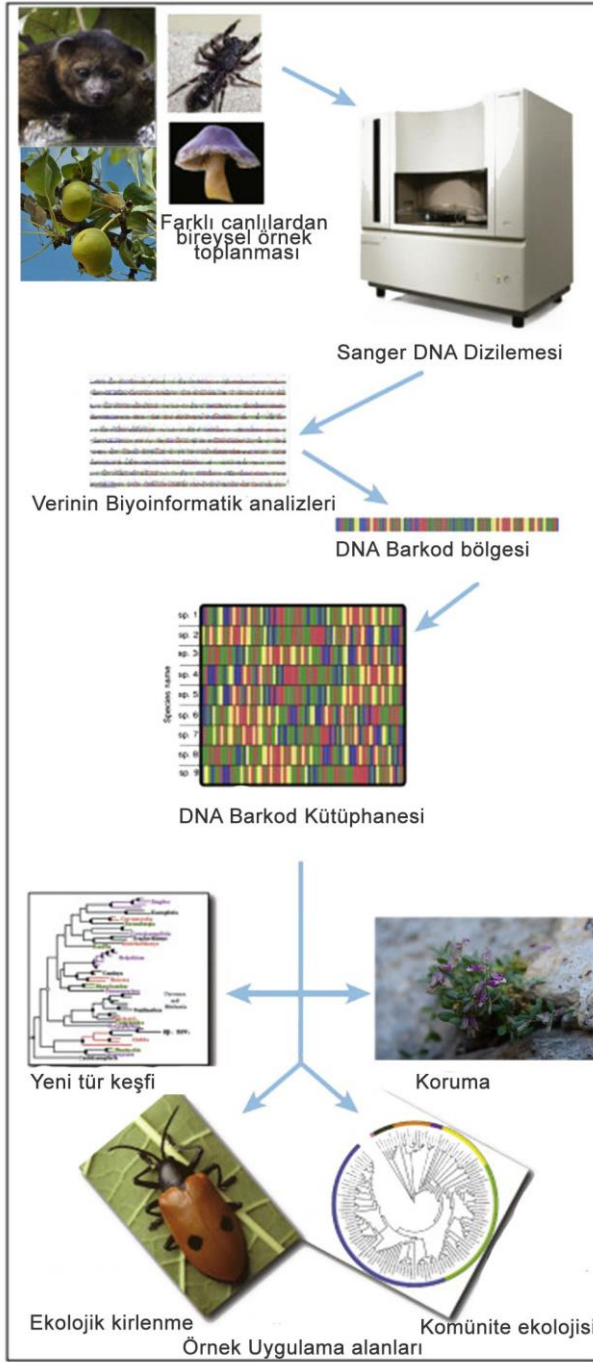 Farklı canlılardan
bireysel örnek
toplanması
Sanger DNA Dizilemesi
Verinin Biyoinformatik analizleri
DNA Barkod bölgesi
Species name
sp. 1
sp. 2
sp. 3
sp. 4
sp. 5
sp. 6
sp. 7
sp. 8
sp 9
DNA Barkod Kütüphanesi
sp. nov.
Yeni tür keşfi
Koruma
Ekolojik kirlenme
Komünite ekolojisi
Örnek Uygulama alanları